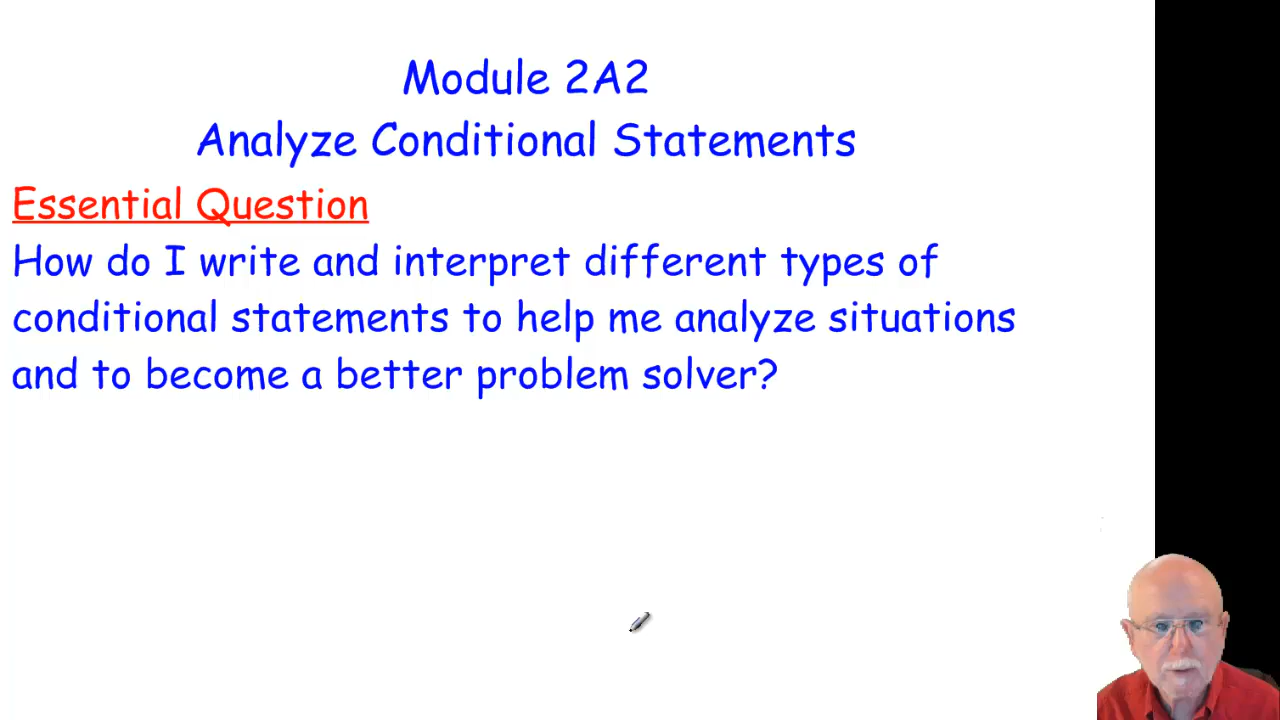 Module 2A2
Analyze Conditional Statements
Essential Question
How do I write and interpret different types of
conditional statements to help me analyze situations
and to become a better problem solver?